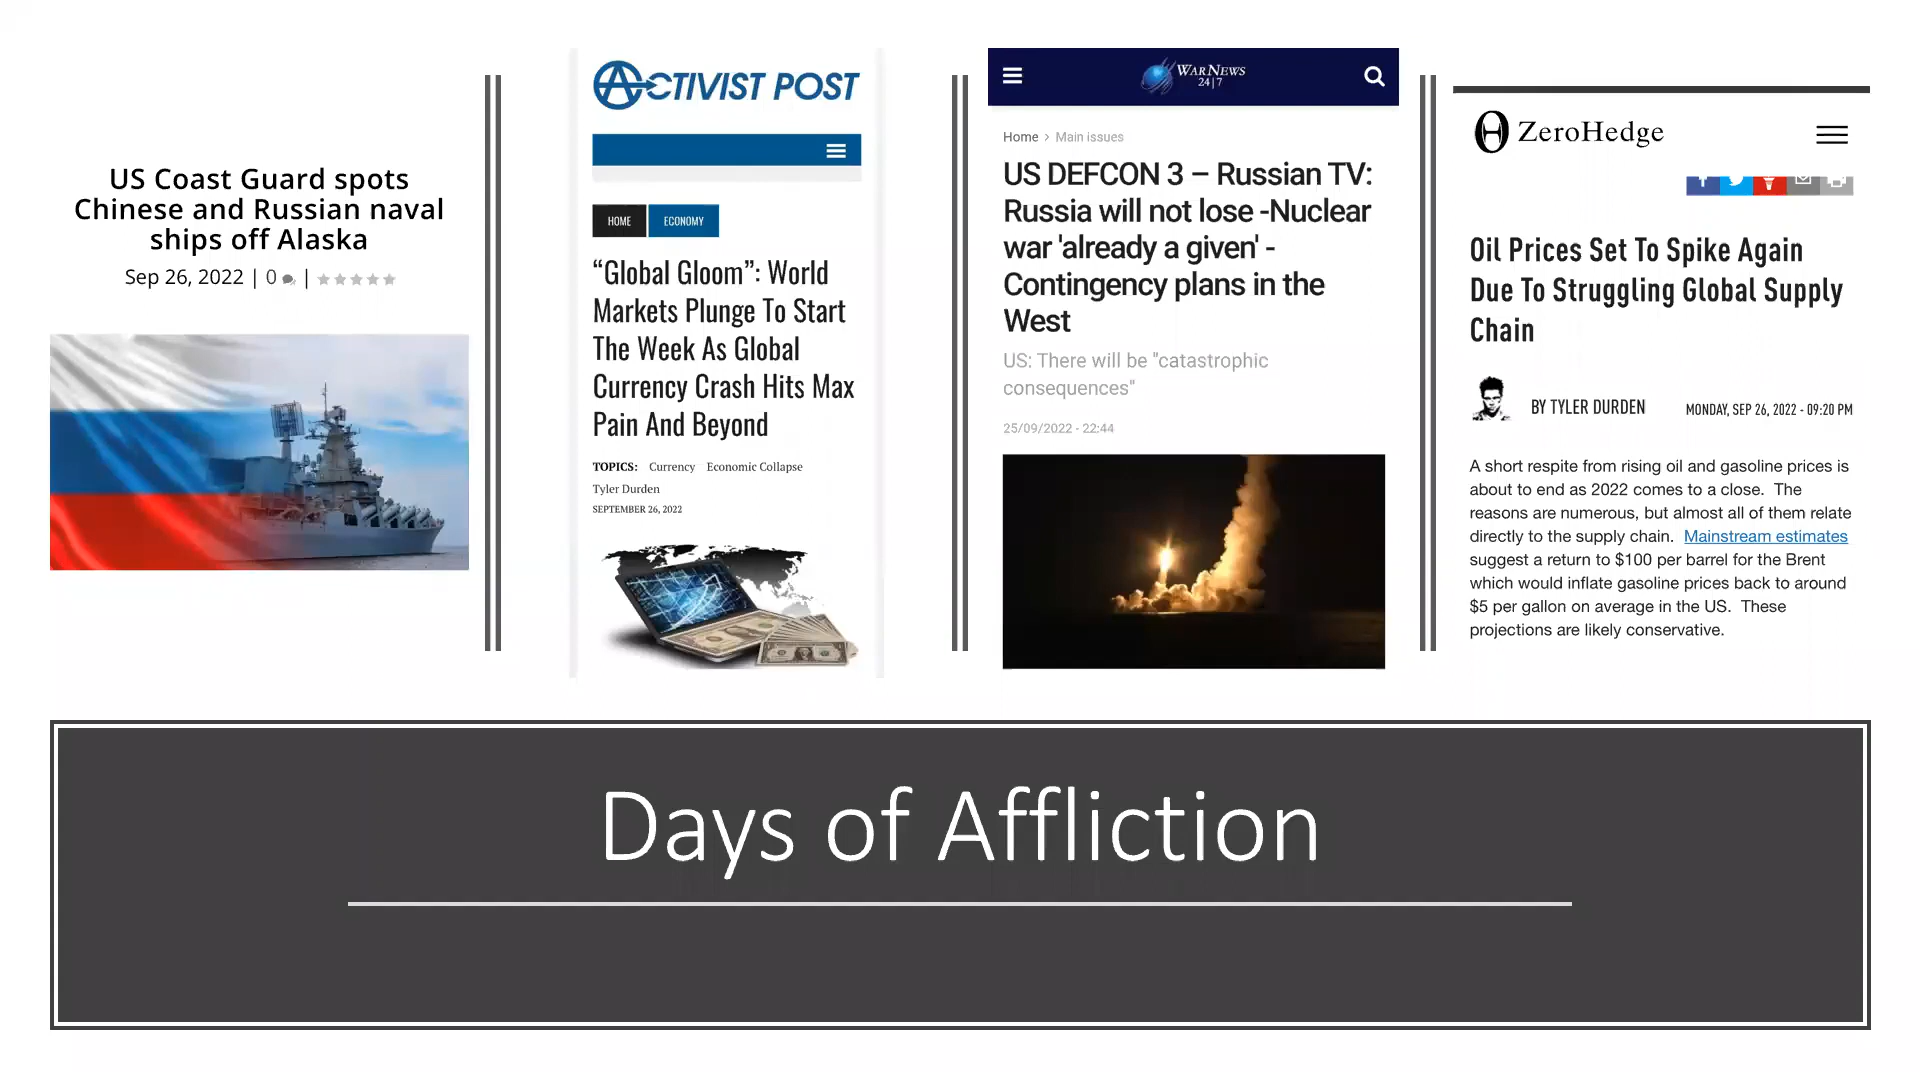 US Coast Guard spots
Chinese and Russian naval
ships off Alaska
Sep 26, 2022 | 0 |
ACTIVIST POST
HOME
ECONOMY
“Global Gloom”: World
Markets Plunge To Start
The Week As Global
Currency Crash Hits Max
Pain And Beyond
TOPICS: Currency Economic Collapse
Tyler Durden
SEPTEMBER 26, 2022
WARNEWS
24|7
Home › Main issues
US DEFCON 3 – Russian TV:
Russia will not lose -Nuclear
war 'already a given' -
Contingency plans in the
West
US: There will be "catastrophic
consequences"
25/09/2022 - 22:44
ZeroHedge
Oil Prices Set To Spike Again
Due To Struggling Global Supply
Chain
BY TYLER DURDEN
MONDAY, SEP 26, 2022 - 09:20 PM
A short respite from rising oil and gasoline prices is
about to end as 2022 comes to a close. The
reasons are numerous, but almost all of them relate
directly to the supply chain. Mainstream estimates
suggest a return to $100 per barrel for the Brent
which would inflate gasoline prices back to around
$5 per gallon on average in the US. These
projections are likely conservative.
Days of Affliction